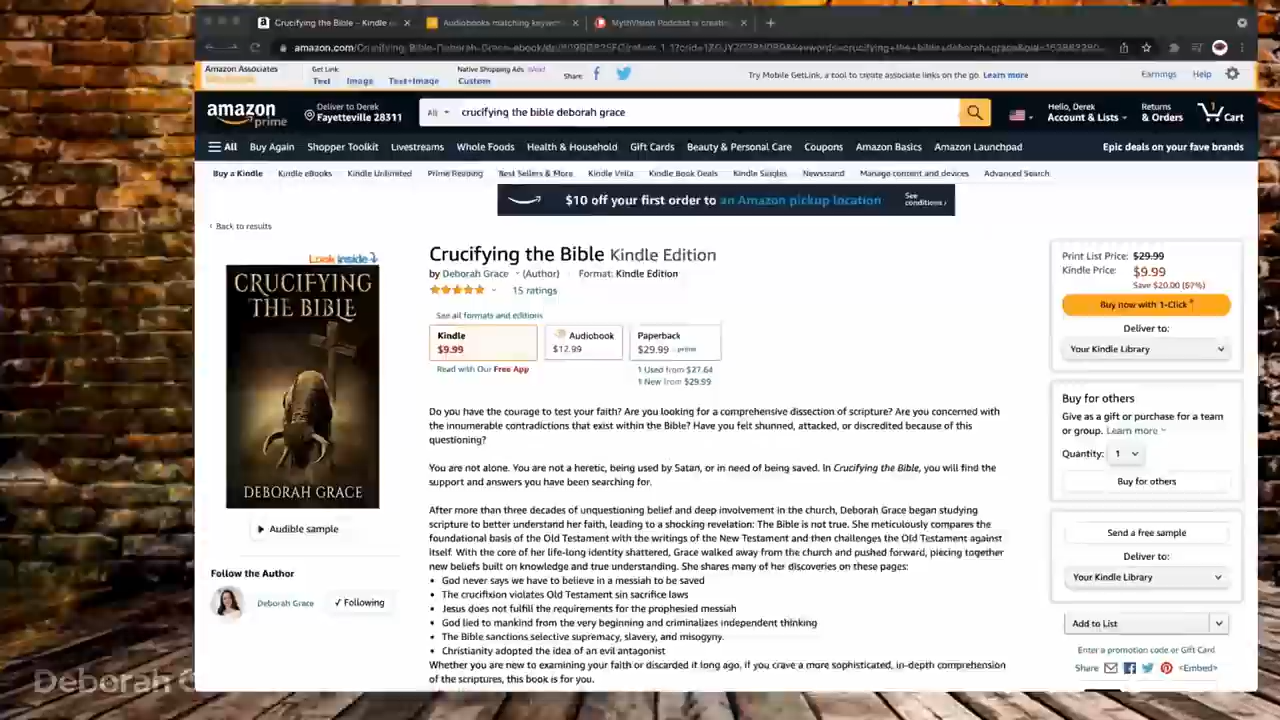 Crucifying the Bible - Kindle e
Audiobooks matching keywor
MythVision Podcast is creatin
Amazon Associates
Get Link:
Text
Image
Text+Image
Native Shopping Ads
Custom
Share:
Try Mobile GetLink, a tool to create associate links on the go. Learn more
Earnings
Help
amazon
prime
Deliver to Derek
Fayetteville 28311
All
crucifying the bible deborah grace
Hello, Derek
Account & Lists
Returns
& Orders
1
Cart
All
Buy Again
Shopper Toolkit
Livestreams
Whole Foods
Health & Household
Gift Cards
Beauty & Personal Care
Coupons
Amazon Basics
Amazon Launchpad
Epic deals on your fave brands
Buy a Kindle
Kindle eBooks
Kindle Unlimited
Prime Reading
Best Sellers & More
Kindle Vella
Kindle Book Deals
Kindle Singles
Newsstand
Manage content and devices
Advanced Search
$10 off your first order to an Amazon pickup location
See
conditions ›
‹ Back to results
Look inside
CRUCIFYING
THE BIBLE
DEBORAH GRACE
Audible sample
Follow the Author
Deborah Grace
✓ Following
Crucifying the Bible Kindle Edition
by Deborah Grace (Author) Format: Kindle Edition
15 ratings
See all formats and editions
Kindle
$9.99
Audiobook
$12.99
Paperback
$29.99 prime
Read with Our Free App
1 Used from $27.64
1 New from $29.99
Do you have the courage to test your faith? Are you looking for a comprehensive dissection of scripture? Are you concerned with
the innumerable contradictions that exist within the Bible? Have you felt shunned, attacked, or discredited because of this
questioning?
You are not alone. You are not a heretic, being used by Satan, or in need of being saved. In Crucifying the Bible, you will find the
support and answers you have been searching for.
After more than three decades of unquestioning belief and deep involvement in the church, Deborah Grace began studying
scripture to better understand her faith, leading to a shocking revelation: The Bible is not true. She meticulously compares the
foundational basis of the Old Testament with the writings of the New Testament and then challenges the Old Testament against
itself. With the core of her life-long identity shattered, Grace walked away from the church and pushed forward, piecing together
new beliefs built on knowledge and true understanding. She shares many of her discoveries on these pages:
• God never says we have to believe in a messiah to be saved
• The crucifixion violates Old Testament sin sacrifice laws
• Jesus does not fulfill the requirements for the prophesied messiah
• God lied to mankind from the very beginning and criminalizes independent thinking
• The Bible sanctions selective supremacy, slavery, and misogyny.
• Christianity adopted the idea of an evil antagonist
Whether you are new to examining your faith or discarded it long ago, if you crave a more sophisticated, in-depth comprehension
of the scriptures, this book is for you.
Print List Price: $29.99
Kindle Price: $9.99
Save $20.00 (67%)
Buy now with 1-Click
Deliver to:
Your Kindle Library
Buy for others
Give as a gift or purchase for a team
or group. Learn more
Quantity: 1
Buy for others
Send a free sample
Deliver to:
Your Kindle Library
Add to List
Enter a promotion code or Gift Card
Share
<Embed>
Deborah